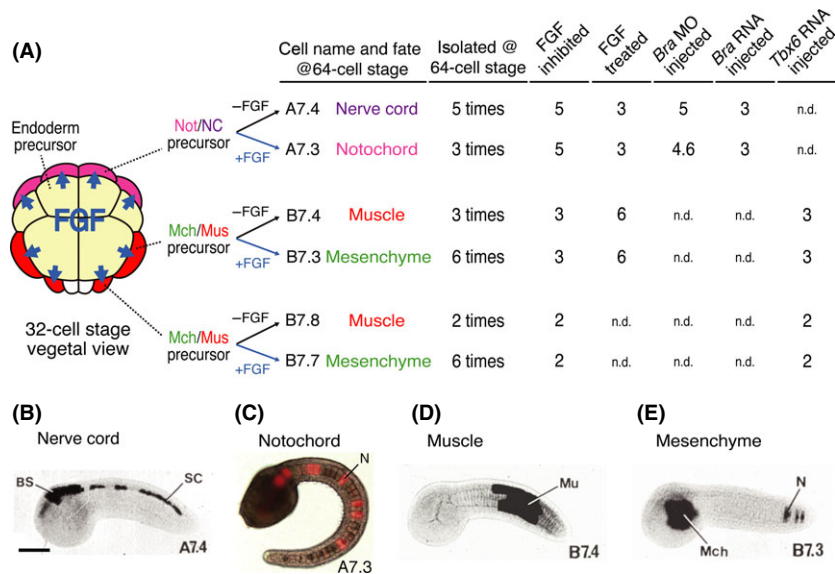 (A)
Cell name and fate
@64-cell stage
Isolated @
64-cell stage
FGF
inhibited
FGF
treated
Bra MO
injected
Bra RNA
injected
Tbx6 RNA
injected
Endoderm
precursor
FGF
32-cell stage
vegetal view
Not/NC
precursor
–FGF
+FGF
A7.4 Nerve cord 5 times 5 3 5 3 n.d.
A7.3 Notochord 3 times 5 3 4.6 3 n.d.
Mch/Mus
precursor
–FGF
+FGF
B7.4 Muscle 3 times 3 6 n.d. n.d. 3
B7.3 Mesenchyme 6 times 3 6 n.d. n.d. 3
Mch/Mus
precursor
–FGF
+FGF
B7.8 Muscle 2 times 2 n.d. n.d. n.d. 2
B7.7 Mesenchyme 6 times 2 n.d. n.d. n.d. 2
(B)
Nerve cord
BS
SC
A7.4
(C)
Notochord
N
A7.3
(D)
Muscle
Mu
B7.4
(E)
Mesenchyme
N
Mch
B7.3